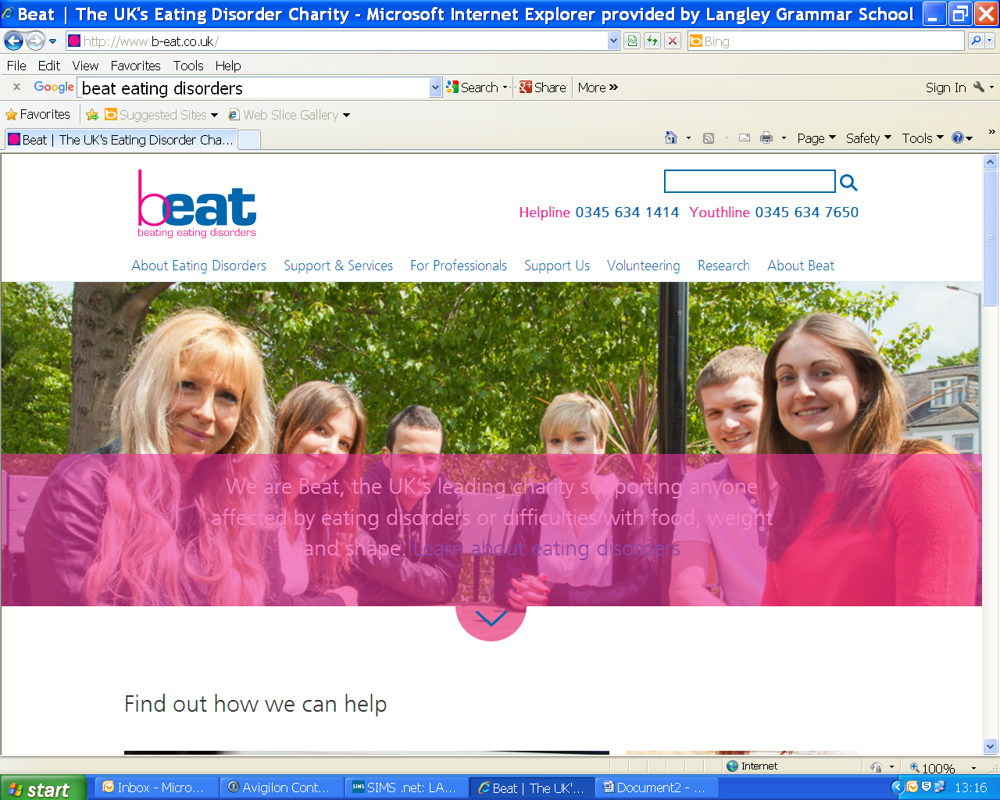 Beat | The UK's Eating Disorder Charity - Microsoft Internet Explorer provided by Langley Grammar School
http://www.b-eat.co.uk/
Bing
File Edit View Favorites Tools Help
x Google beat eating disorders Search Share More » Sign In
Favorites Suggested Sites Web Slice Gallery
Beat | The UK's Eating Disorder Cha... Page Safety Tools »
beat
beating eating disorders
Helpline 0345 634 1414 Youthline 0345 634 7650
About Eating Disorders Support & Services For Professionals Support Us Volunteering Research About Beat
We are Beat, the UK's leading charity supporting anyone
affected by eating disorders or difficulties with food, weight
and shape. Learn about eating disorders
Find out how we can help
Internet 100%
start Inbox - Micro... Avigilon Cont... SIMS .net: LA... Beat | The UK'... Document2 - ... 13:16